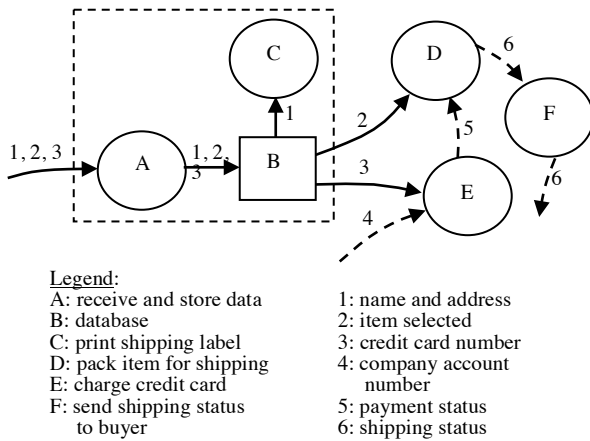 C
D
6
F
1
2
1, 2, 3
A
1, 2,
3
B
3
5
6
E
4
Legend:
A: receive and store data
B: database
C: print shipping label
D: pack item for shipping
E: charge credit card
F: send shipping status
to buyer
1: name and address
2: item selected
3: credit card number
4: company account
number
5: payment status
6: shipping status